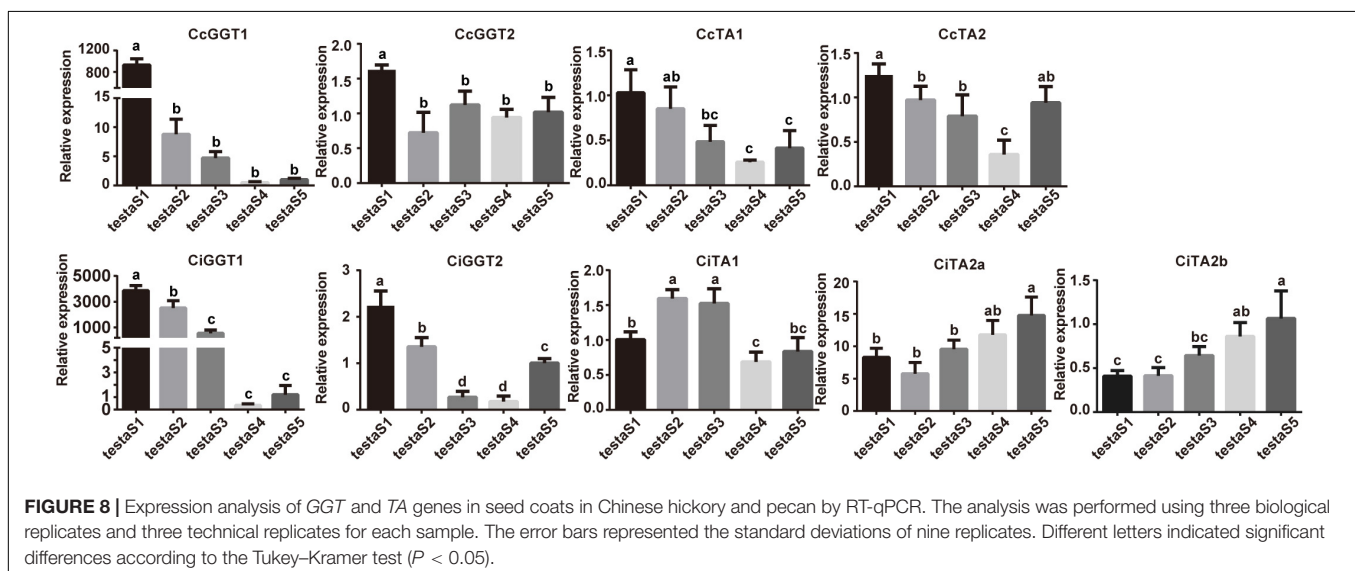 CcGGT1
Relative expression
1200
800
15
10
5
0
a
b
b
b
b
testaS1
testaS2
testaS3
testaS4
testaS5
CcGGT2
Relative expression
2.0
1.5
1.0
0.5
0.0
a
b
b
b
b
testaS1
testaS2
testaS3
testaS4
testaS5
CcTA1
Relative expression
1.5
1.0
0.5
0.0
a
ab
bc
c
c
testaS1
testaS2
testaS3
testaS4
testaS5
CcTA2
Relative expression
1.5
1.0
0.5
0.0
a
b
b
c
ab
testaS1
testaS2
testaS3
testaS4
testaS5
CiGGT1
Relative expression
5000
3000
1000
5
4
3
2
1
0
a
b
c
c
c
testaS1
testaS2
testaS3
testaS4
testaS5
CiGGT2
Relative expression
3
2
1
0
a
b
d
d
c
testaS1
testaS2
testaS3
testaS4
testaS5
CiTA1
Relative expression
2.0
1.5
1.0
0.5
0.0
b
a
a
c
bc
testaS1
testaS2
testaS3
testaS4
testaS5
CiTA2a
Relative expression
20
15
10
5
0
b
b
b
ab
a
testaS1
testaS2
testaS3
testaS4
testaS5
CiTA2b
Relative expression
1.5
1.0
0.5
0.0
c
c
bc
ab
a
testaS1
testaS2
testaS3
testaS4
testaS5
FIGURE 8 | Expression analysis of GGT and TA genes in seed coats in Chinese hickory and pecan by RT-qPCR. The analysis was performed using three biological
replicates and three technical replicates for each sample. The error bars represented the standard deviations of nine replicates. Different letters indicated significant
differences according to the Tukey–Kramer test (P < 0.05).